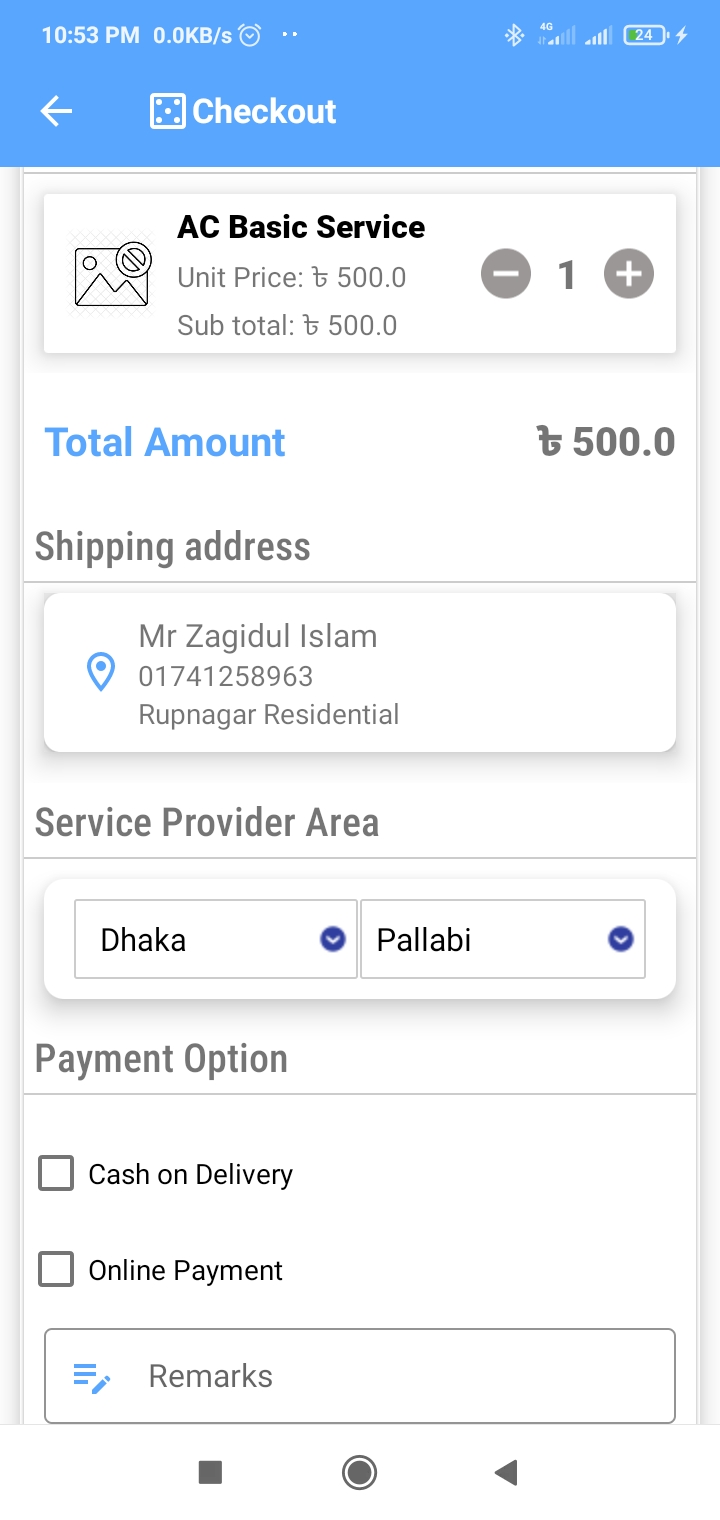 10:53 PM 0.0KB/s
4G
24
Checkout
AC Basic Service
Unit Price: ৳ 500.0
1
Sub total: ৳ 500.0
Total Amount
৳ 500.0
Shipping address
Mr Zagidul Islam
01741258963
Rupnagar Residential
Service Provider Area
Dhaka
Pallabi
Payment Option
Cash on Delivery
Online Payment
Remarks